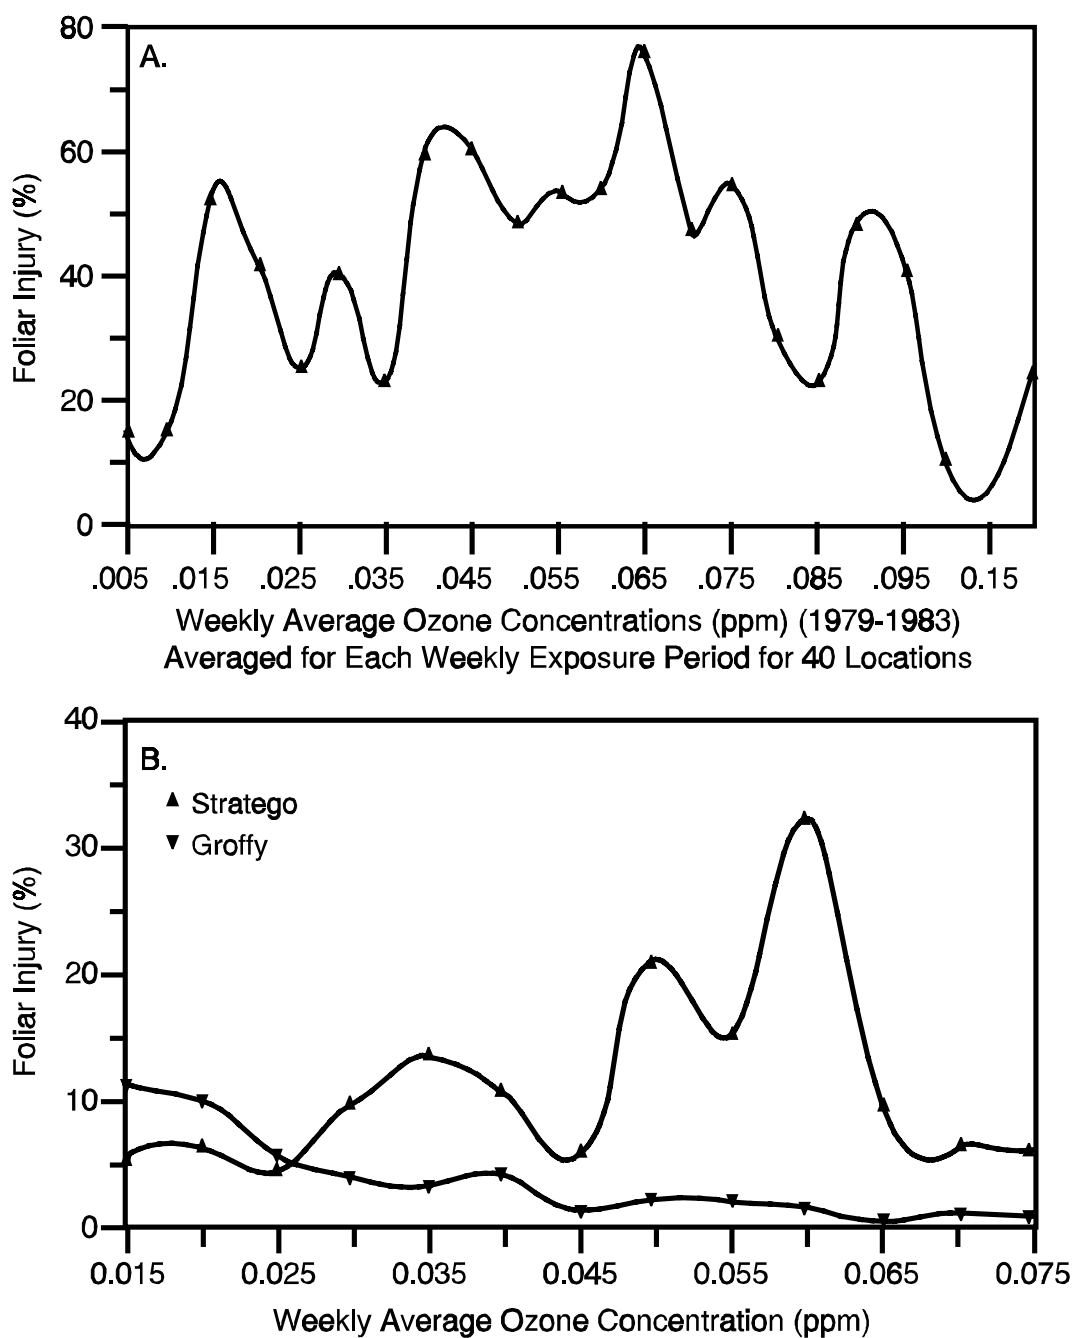 80
A.
60
40
20
0
Foliar Injury (%)
.005 .015 .025 .035 .045 .055 .065 .075 .085 .095 0.15
Weekly Average Ozone Concentrations (ppm) (1979-1983)
Averaged for Each Weekly Exposure Period for 40 Locations
40
B.
Stratego
Groffy
30
20
10
0
Foliar Injury (%)
0.015 0.025 0.035 0.045 0.055 0.065 0.075
Weekly Average Ozone Concentration (ppm)